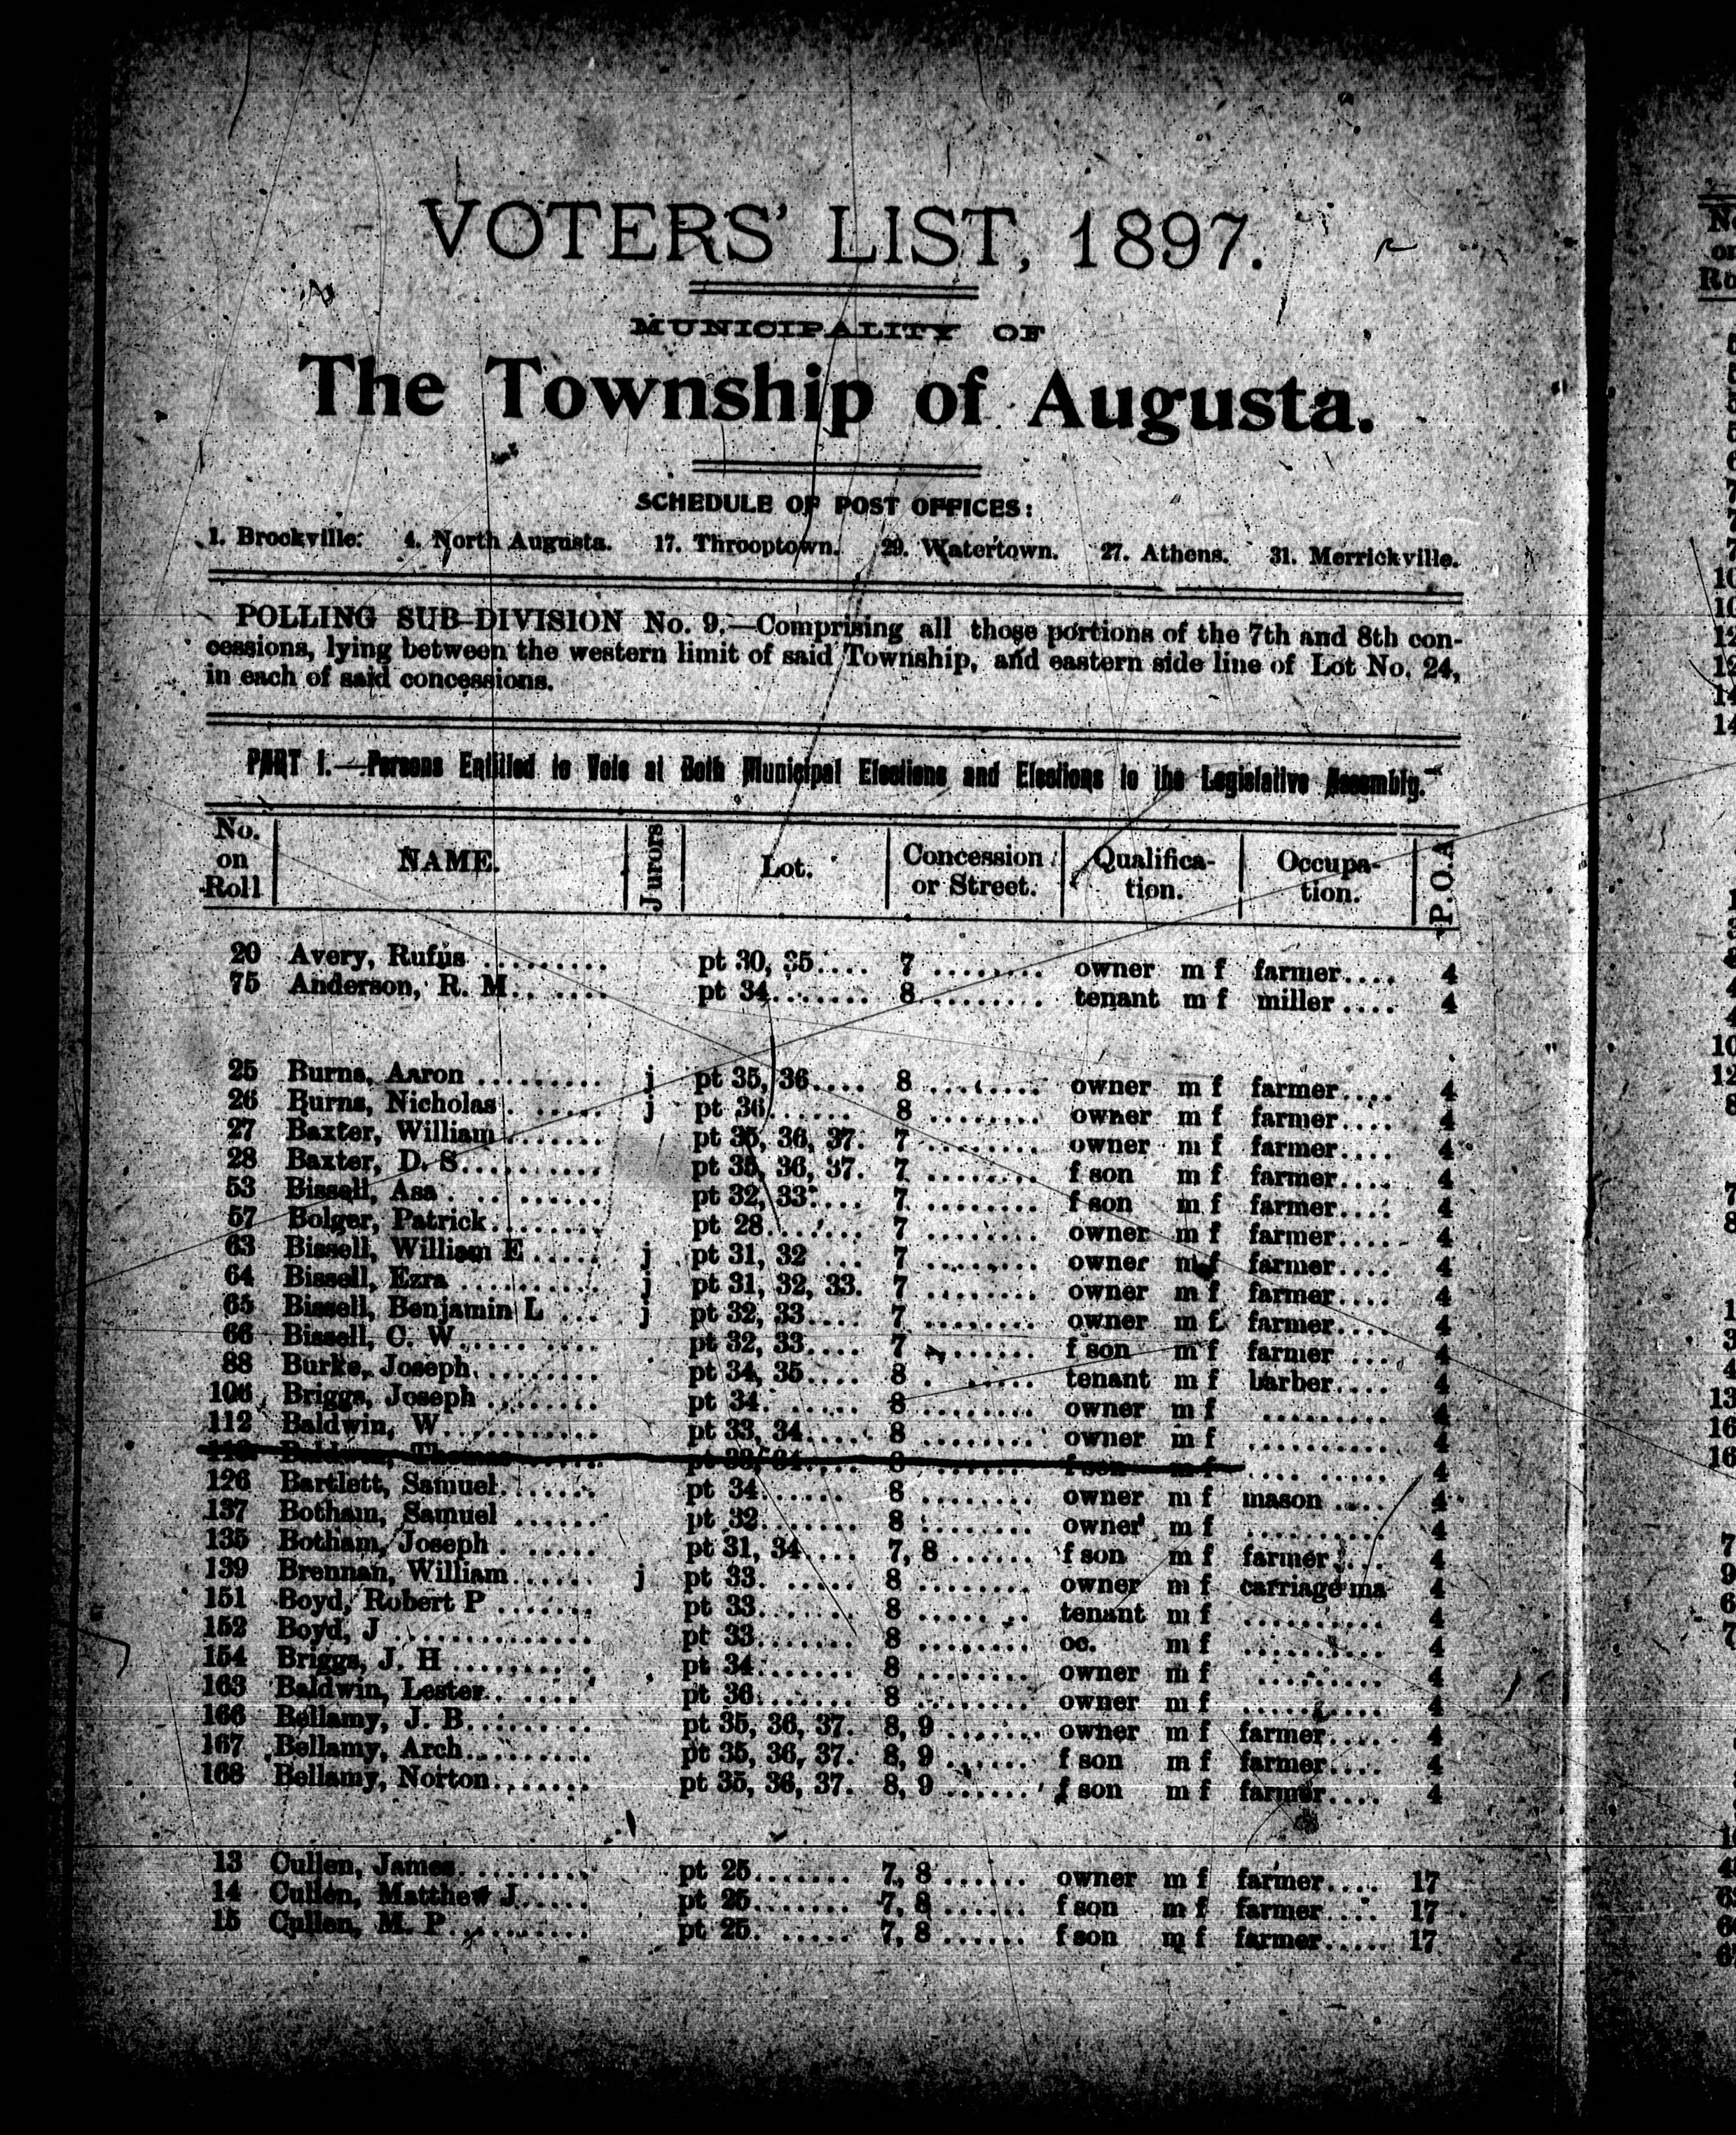 VOTERS' LIST, 1897.
MUNICIPALITY OF
The Township of Augusta.
SCHEDULE OF POST OFFICES:
1. Brockville. 4. North Augusta. 17. Throoptown. 29. Watertown. 27. Athens. 31. Merrickville.
POLLING SUB-DIVISION No. 9.—Comprising all those portions of the 7th and 8th con-
cessions, lying between the western limit of said Township, and eastern side line of Lot No. 24,
in each of said concessions.
PART I.—Persons Entitled to Vote at Both Municipal Elections and Elections to the Legislative Assembly.
No. on Roll NAME. Jurors Lot. Concession or Street. Qualifica-tion. Occupa-tion. P.O.A
20 Avery, Rufus ......... pt 30, 35.... 7 ........ owner m f farmer.... 4
75 Anderson, R. M. ..... pt 34....... 8......... tenant m f miller .... 4
25 Burns, Aaron ......... j pt 35, 36.... 8 ........ owner m f farmer.... 4
26 Burns, Nicholas. ...... j pt 36...... 8 ........ owner m f farmer.... 4
27 Baxter, William....... pt 35, 36, 37. 7 ........ owner m f farmer.... 4
28 Baxter, D. S.......... pt 35, 36, 37. 7 ........ f son m f farmer.... 4
53 Bissell, Asa . ......... pt 32, 33.... 7 ........ f son m f farmer.... 4
57 Bolger, Patrick....... pt 28....... 7 ........ owner m f farmer.... 4
63 Bissell, William E ..... j pt 31, 32 ... 7 ........ owner m f farmer.... 4
64 Bissell, Ezra .......... j pt 31, 32, 33. 7 ........ owner m f farmer.... 4
65 Bissell, Benjamin L ... j pt 32, 33.... 7 ........ owner m f farmer.... 4
66 Bissell, C. W..... .... pt 32, 33.... 7 ........ f son m f farmer .... 4
88 Burke, Joseph......... pt 34, 35.... 8 . ...... tenant m f barber.... 4
106 Briggs, Joseph ........ pt 34. ...... 8 ........ owner m f ......... 4
112 Baldwin, W........... pt 33, 34.... 8 ........ owner m f .......... 4
Baldwin, Thomas .... pt 33, 34.... 8 ....... f son m f .... ..... 4
126 Bartlett, Samuel....... pt 34...... 8 ........ owner m f mason .... 4
137 Botham, Samuel ...... pt 32....... 8 ........ owner m f .......... 4
135 Botham, Joseph . ..... pt 31, 34.... 7, 8 ...... f son m f farmer.... 4
139 Brennan, William...... j pt 33. ..... 8 ........ owner m f carriage ma 4
151 Boyd, Robert P ....... pt 33....... 8 ..... .. tenant m f .......... 4
152 Boyd, J .............. pt 33....... 8 ........ oc. m f .......... 4
154 Briggs, J. H .......... pt 34....... 8 ........ owner m f ......... 4
163 Baldwin, Lester.. .... pt 36....... 8 ........ owner m f .......... 4
166 Bellamy, J. B......... pt 35, 36, 37. 8, 9 ....... owner m f farmer..... 4
167 Bellamy, Arch......... pt 35, 36, 37. 8, 9 ...... f son m f farmer.... 4
168 Bellamy, Norton....... pt 35, 36, 37. 8, 9 ...... f son m f farmer.... 4
13 Cullen, James. ........ pt 25....... 7, 8 ...... owner m f farmer.... 17
14 Cullen, Matthew J..... pt 25....... 7, 8 ...... f son m f farmer.... 17
15 Cullen, M. P. ......... pt 25. ..... 7, 8 ...... f son m f farmer..... 17